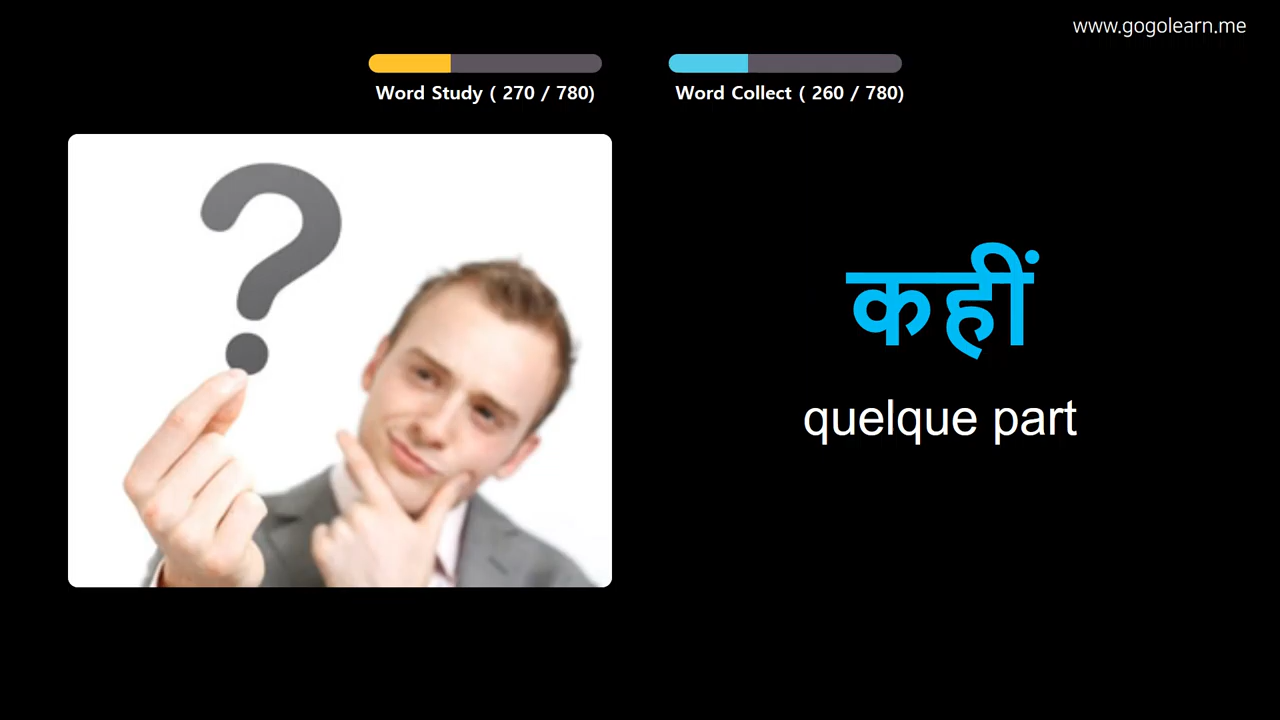 www.gogolearn.me
Word Study ( 270 / 780)
Word Collect ( 260 / 780)
कहीं
quelque part